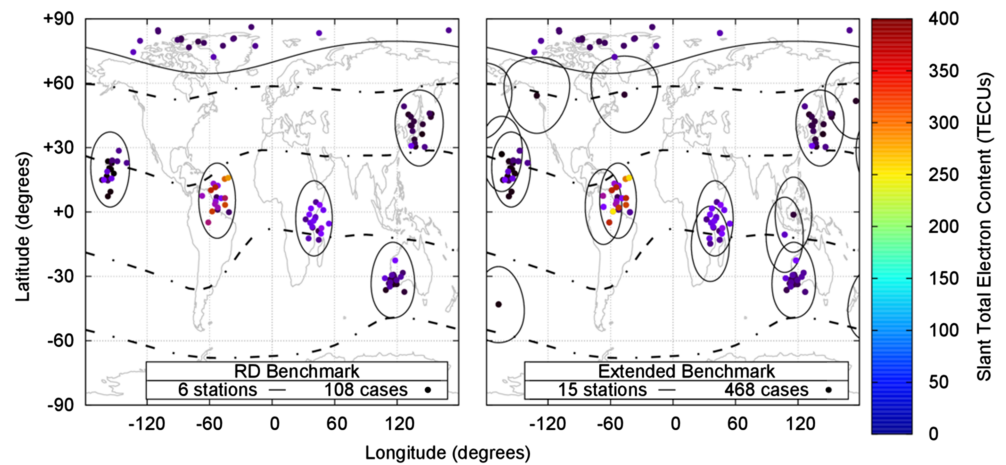 +90
+60
+30
+0
-30
-60
-90
Latitude (degrees)
RD Benchmark
6 stations — 108 cases
-120 -60 0 60 120
Extended Benchmark
15 stations — 468 cases
-120 -60 0 60 120
Longitude (degrees)
400
350
300
250
200
150
100
50
0
Slant Total Electron Content (TECUs)